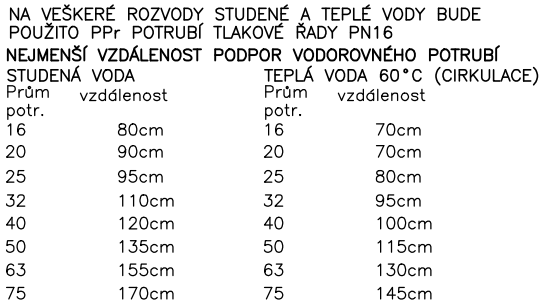 NA VEŠKERÉ ROZVODY STUDENÉ A TEPLÉ VODY BUDE
POUŽITO PPr POTRUBÍ TLAKOVÉ ŘADY PN16
NEJMENŠÍ VZDÁLENOST PODPOR VODOROVNÉHO POTRUBÍ
STUDENÁ VODA TEPLÁ VODA 60°C (CIRKULACE)
Prům vzdálenost Prům vzdálenost
potr. potr.
16 80cm 16 70cm
20 90cm 20 70cm
25 95cm 25 80cm
32 110cm 32 95cm
40 120cm 40 100cm
50 135cm 50 115cm
63 155cm 63 130cm
75 170cm 75 145cm